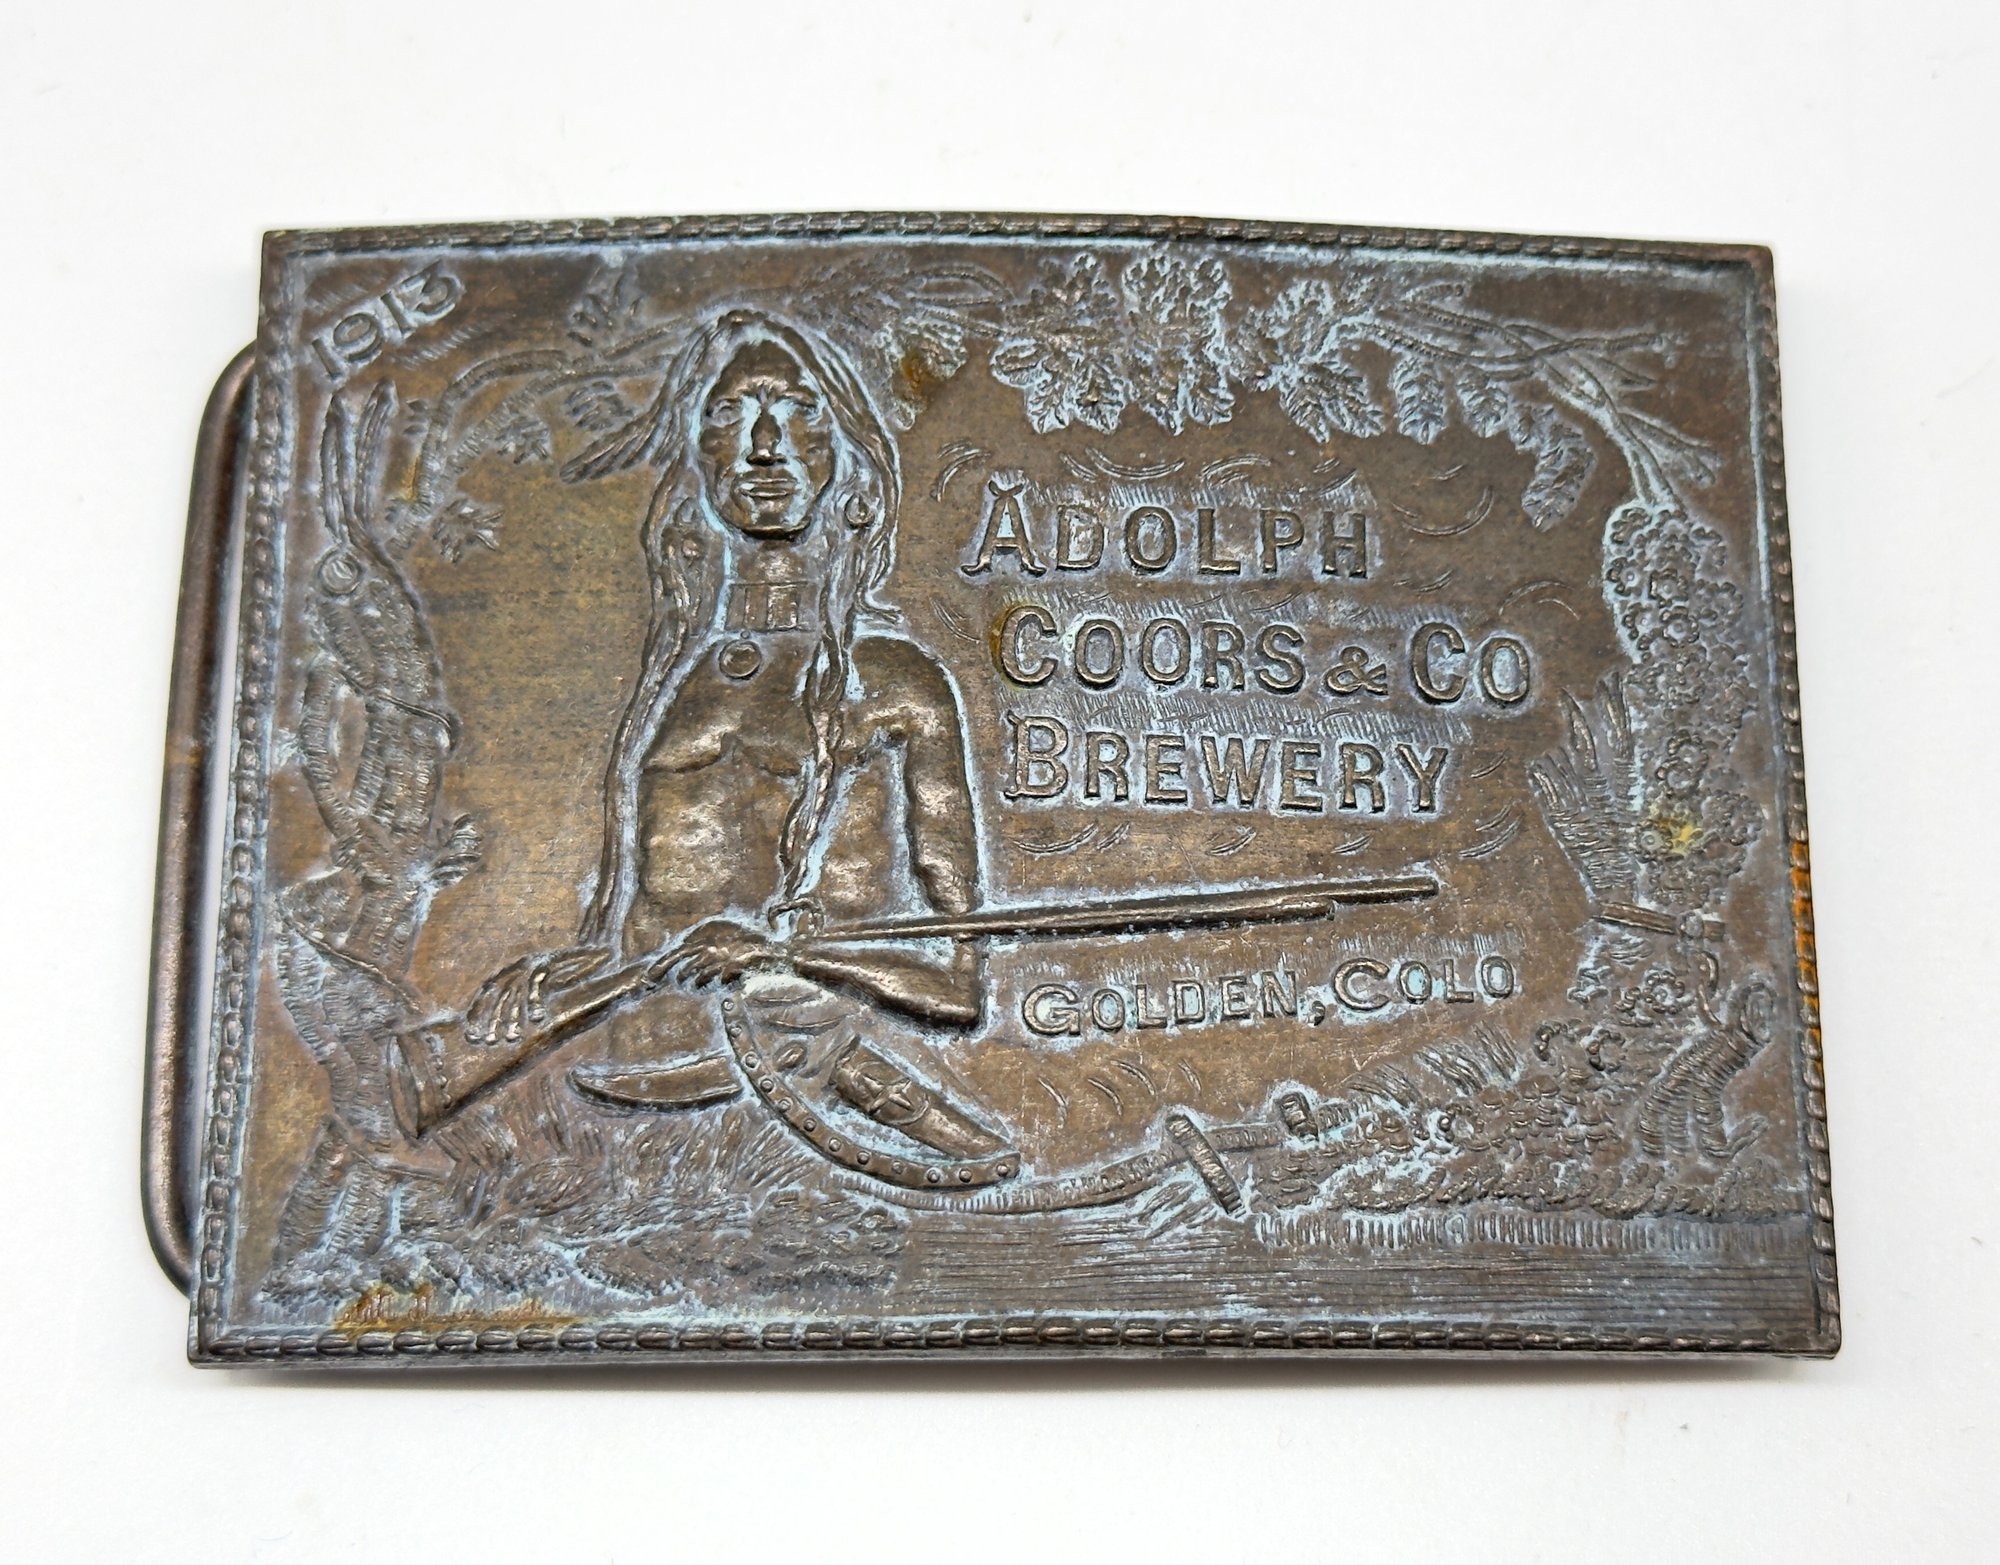 1913
ADOLPH
COORS & CO
BREWERY
GOLDEN, COLO